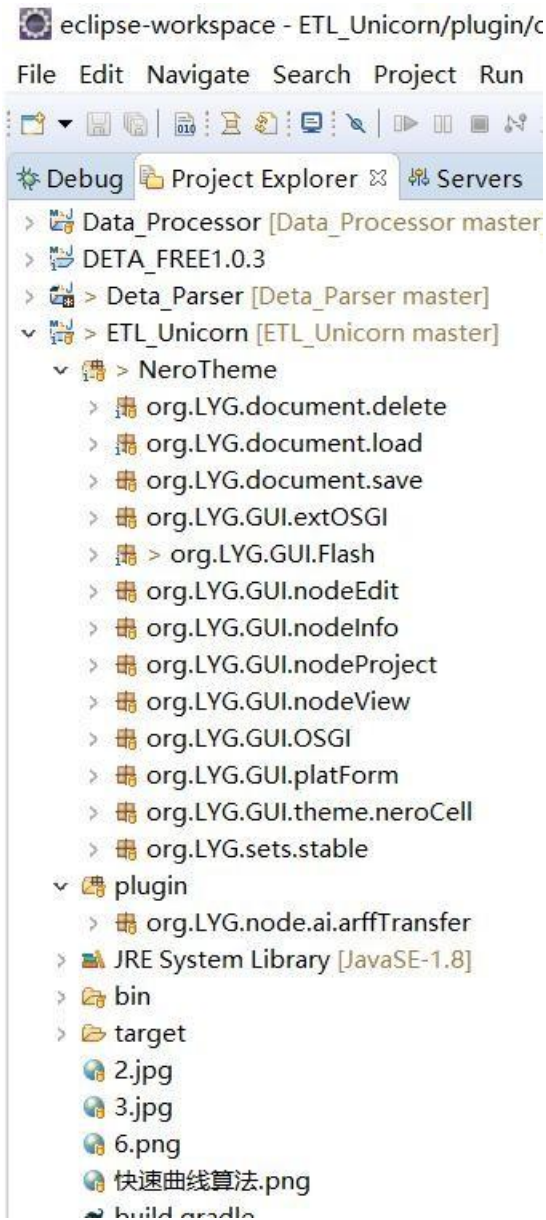 eclipse-workspace - ETL_Unicorn/plugin/
File Edit Navigate Search Project Run
Debug Project Explorer Servers
Data_Processor [Data_Processor master
DETA_FREE1.0.3
> Deta_Parser [Deta_Parser master]
> ETL_Unicorn [ETL_Unicorn master]
> NeroTheme
org.LYG.document.delete
org.LYG.document.load
org.LYG.document.save
org.LYG.GUI.extOSGI
> org.LYG.GUI.Flash
org.LYG.GUI.nodeEdit
org.LYG.GUI.nodeInfo
org.LYG.GUI.nodeProject
org.LYG.GUI.nodeView
org.LYG.GUI.OSGI
org.LYG.GUI.platForm
org.LYG.GUI.theme.neroCell
org.LYG.sets.stable
plugin
org.LYG.node.ai.arffTransfer
JRE System Library [JavaSE-1.8]
bin
target
2.jpg
3.jpg
6.png
快速曲线算法.png
build.gradle